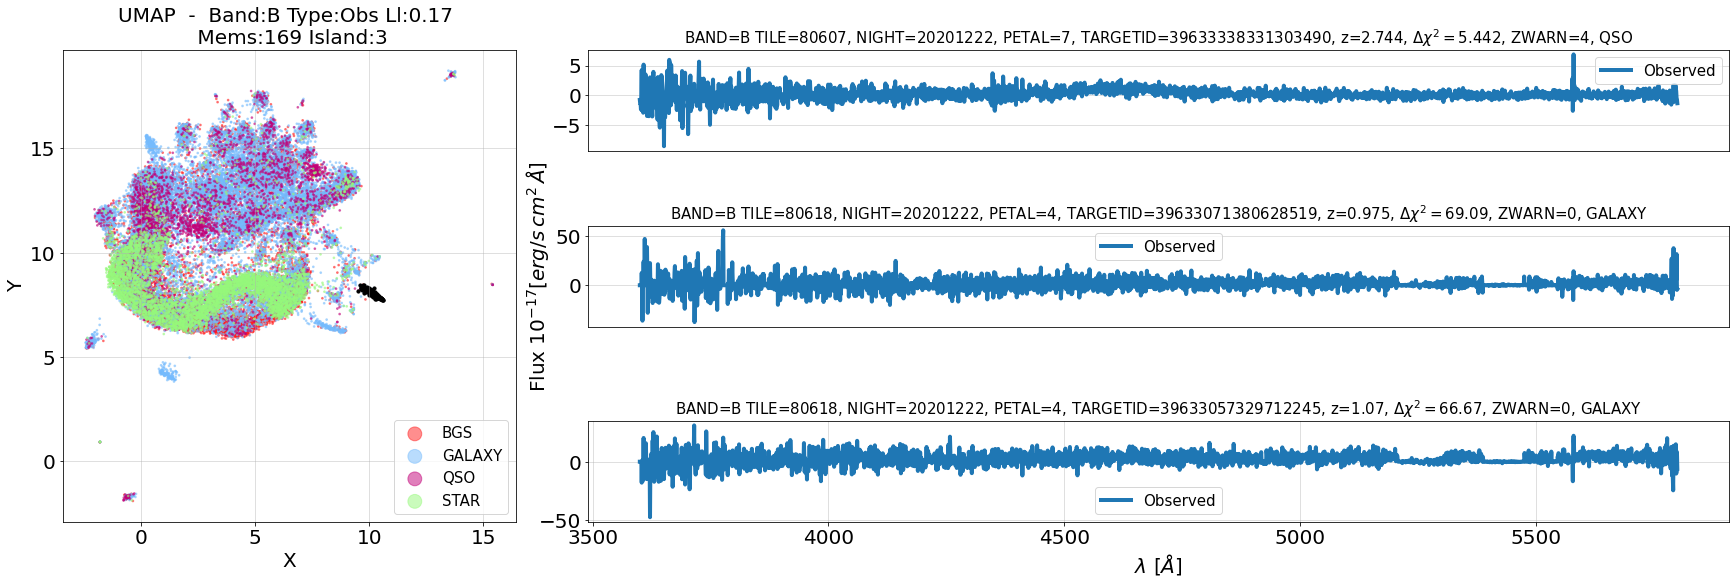 UMAP - Band:B Type:Obs Ll:0.17
Mems:169 Island:3
15
10
5
0
Y
0
5
10
15
X
BGS
GALAXY
QSO
STAR
BAND=B TILE=80607, NIGHT=20201222, PETAL=7, TARGETID=39633338331303490, z=2.744, Δχ² = 5.442, ZWARN=4, QSO
5
0
−5
Observed
BAND=B TILE=80618, NIGHT=20201222, PETAL=4, TARGETID=39633071380628519, z=0.975, Δχ² = 69.09, ZWARN=0, GALAXY
50
0
Observed
Flux 10⁻¹⁷[erg/s cm² Å]
BAND=B TILE=80618, NIGHT=20201222, PETAL=4, TARGETID=39633057329712245, z=1.07, Δχ² = 66.67, ZWARN=0, GALAXY
0
−50
Observed
3500
4000
4500
5000
5500
λ [Å]